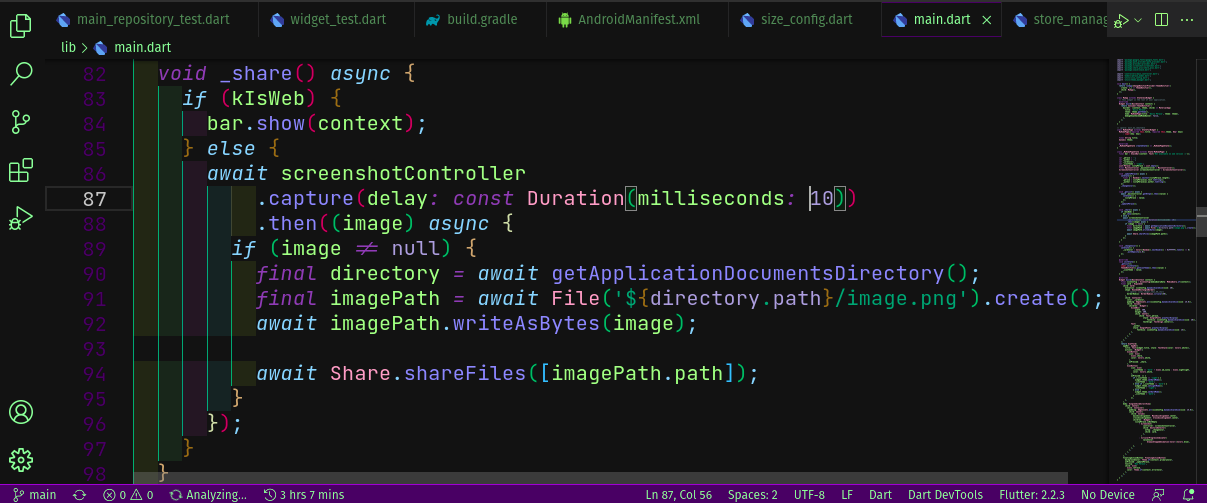 main_repository_test.dart widget_test.dart build.gradle AndroidManifest.xml size_config.dart main.dart store_manag
lib > main.dart
82 void _share() async {
83 if (kIsWeb) {
84 bar.show(context);
85 } else {
86 await screenshotController
87 .capture(delay: const Duration(milliseconds: 10))
88 .then((image) async {
89 if (image != null) {
90 final directory = await getApplicationDocumentsDirectory();
91 final imagePath = await File('${directory.path}/image.png').create();
92 await imagePath.writeAsBytes(image);
93
94 await Share.shareFiles([imagePath.path]);
95 }
96 });
97 }
98 }
main 0 0 Analyzing... 3 hrs 7 mins Ln 87, Col 56 Spaces: 2 UTF-8 LF Dart Dart DevTools Flutter: 2.2.3 No Device